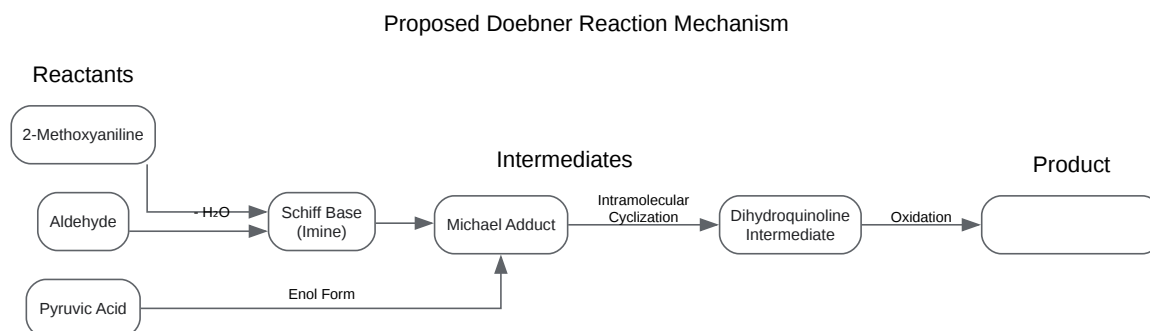 Proposed Doebner Reaction Mechanism
Reactants
2-Methoxyaniline
Intermediates
Product
Aldehyde
- H₂O
Schiff Base
(Imine)
Michael Adduct
Intramolecular
Cyclization
Dihydroquinoline
Intermediate
Oxidation
Pyruvic Acid
Enol Form